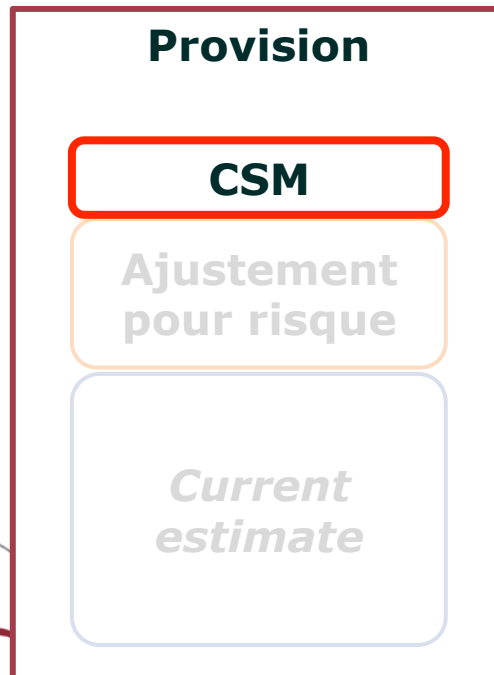 Provision
CSM
Ajustement
pour risque
Current
estimate